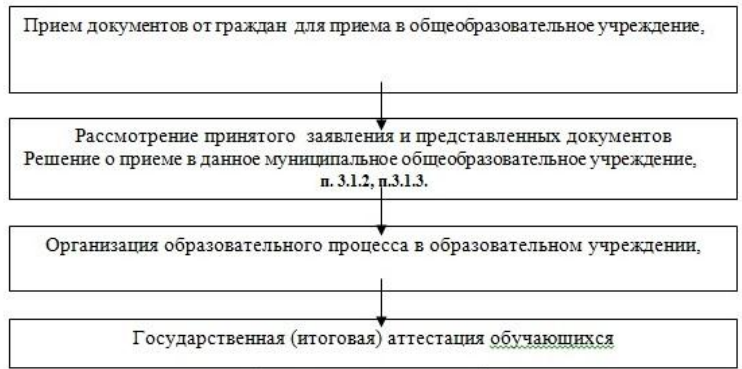 Прием документов от граждан для приема в общеобразовательное учреждение,
Рассмотрение принятого заявления и представленных документов
Решение о приеме в данное муниципальное общеобразовательное учреждение,
п. 3.1.2, п.3.1.3.
Организация образовательного процесса в образовательном учреждении,
Государственная (итоговая) аттестация обучающихся